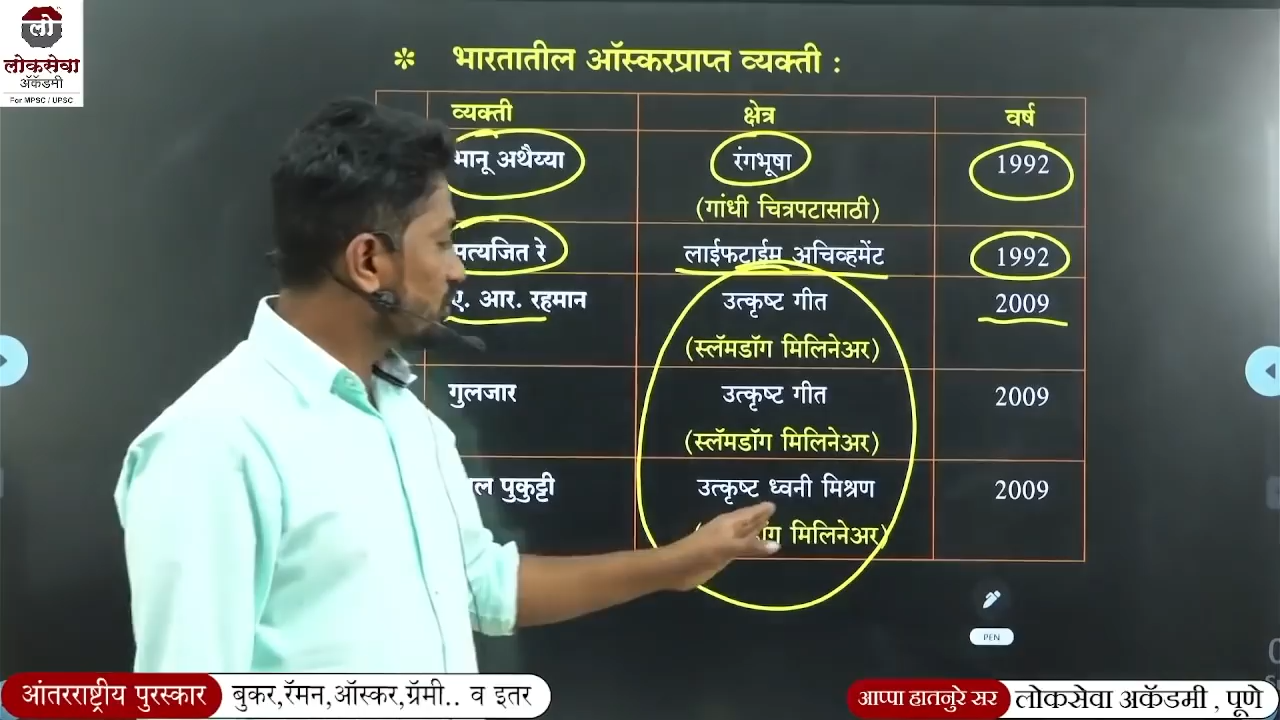 लो
लोकसेवा
अ‍ॅकॅडमी
For MPSC / UPSC
* भारतातील ऑस्करप्राप्त व्यक्ती :
व्यक्ती क्षेत्र वर्ष
भानू अथैय्या रंगभूषा 1992
(गांधी चित्रपटासाठी)
सत्यजित रे लाईफटाईम अचिव्हमेंट 1992
ए. आर. रहमान उत्कृष्ट गीत 2009
(स्लॅमडॉग मिलिनेअर)
गुलजार उत्कृष्ट गीत 2009
(स्लॅमडॉग मिलिनेअर)
पुकुट्टी उत्कृष्ट ध्वनी मिश्रण 2009
मिलिनेअर)
PEN
आंतरराष्ट्रीय पुरस्कार बुकर,रॅमन,ऑस्कर,ग्रॅमी.. व इतर
आप्पा हातनुरे सर लोकसेवा अकॅडमी , पूणे